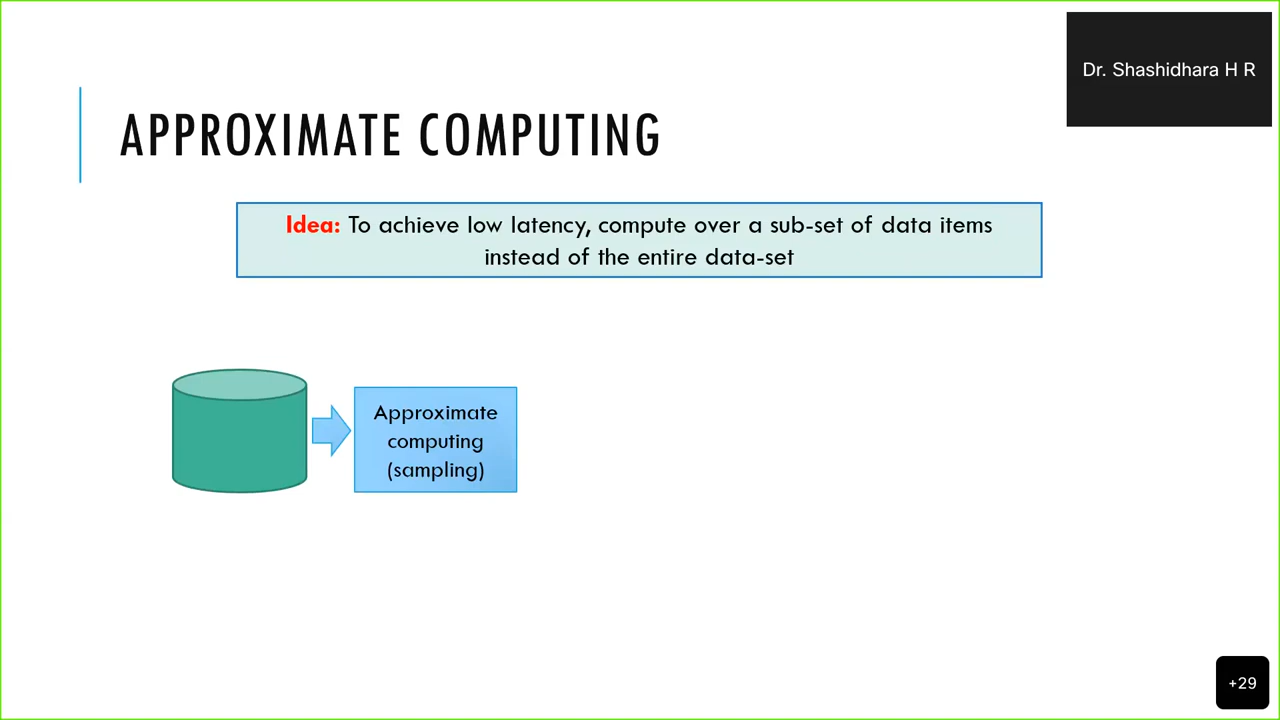 Dr. Shashidhara H R
APPROXIMATE COMPUTING
Idea: To achieve low latency, compute over a sub-set of data items
instead of the entire data-set
Approximate
computing
(sampling)
+29